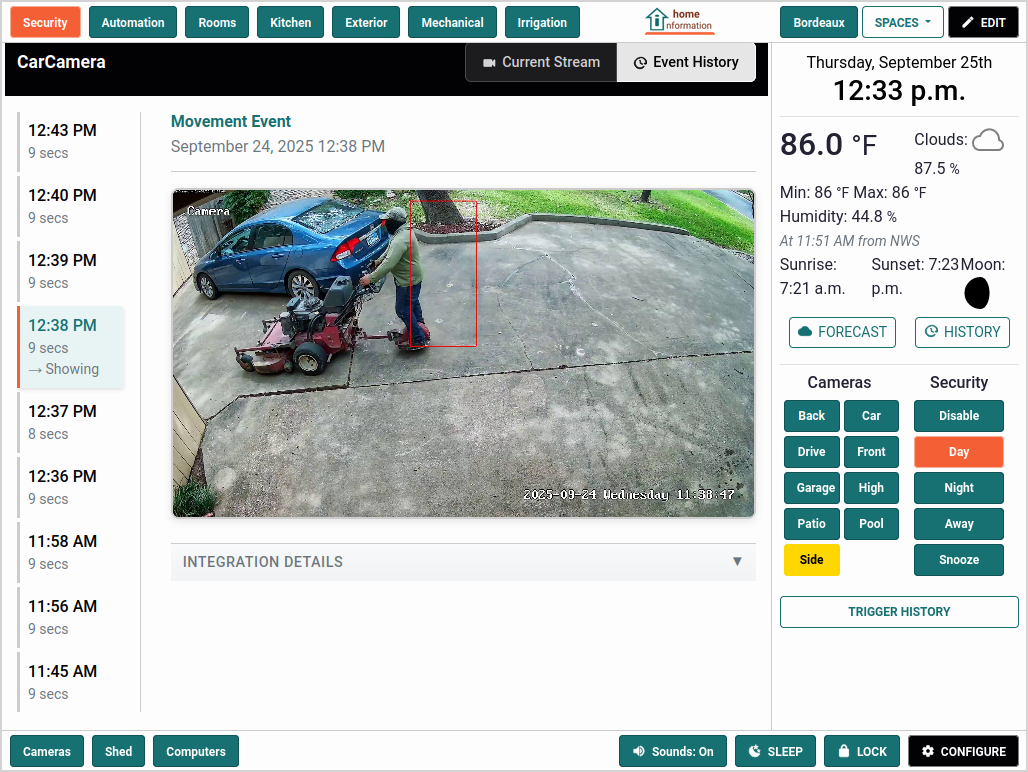 Security
Automation
Rooms
Kitchen
Exterior
Mechanical
Irrigation
home
information
Bordeaux
SPACES
EDIT
CarCamera
Current Stream
Event History
12:43 PM
9 secs
12:40 PM
9 secs
12:39 PM
9 secs
12:38 PM
9 secs
→ Showing
12:37 PM
8 secs
12:36 PM
9 secs
11:58 AM
9 secs
11:56 AM
9 secs
11:45 AM
9 secs
Movement Event
September 24, 2025 12:38 PM
Camera
2025-09-24 Wednesday 11:38:47
INTEGRATION DETAILS ▼
Thursday, September 25th
12:33 p.m.
86.0 °F
Clouds:
87.5 %
Min: 86 °F Max: 86 °F
Humidity: 44.8 %
At 11:51 AM from NWS
Sunrise:
7:21 a.m.
Sunset: 7:23
p.m.
Moon:
FORECAST
HISTORY
Cameras
Back
Car
Drive
Front
Garage
High
Patio
Pool
Side
Security
Disable
Day
Night
Away
Snooze
TRIGGER HISTORY
Cameras
Shed
Computers
Sounds: On
SLEEP
LOCK
CONFIGURE